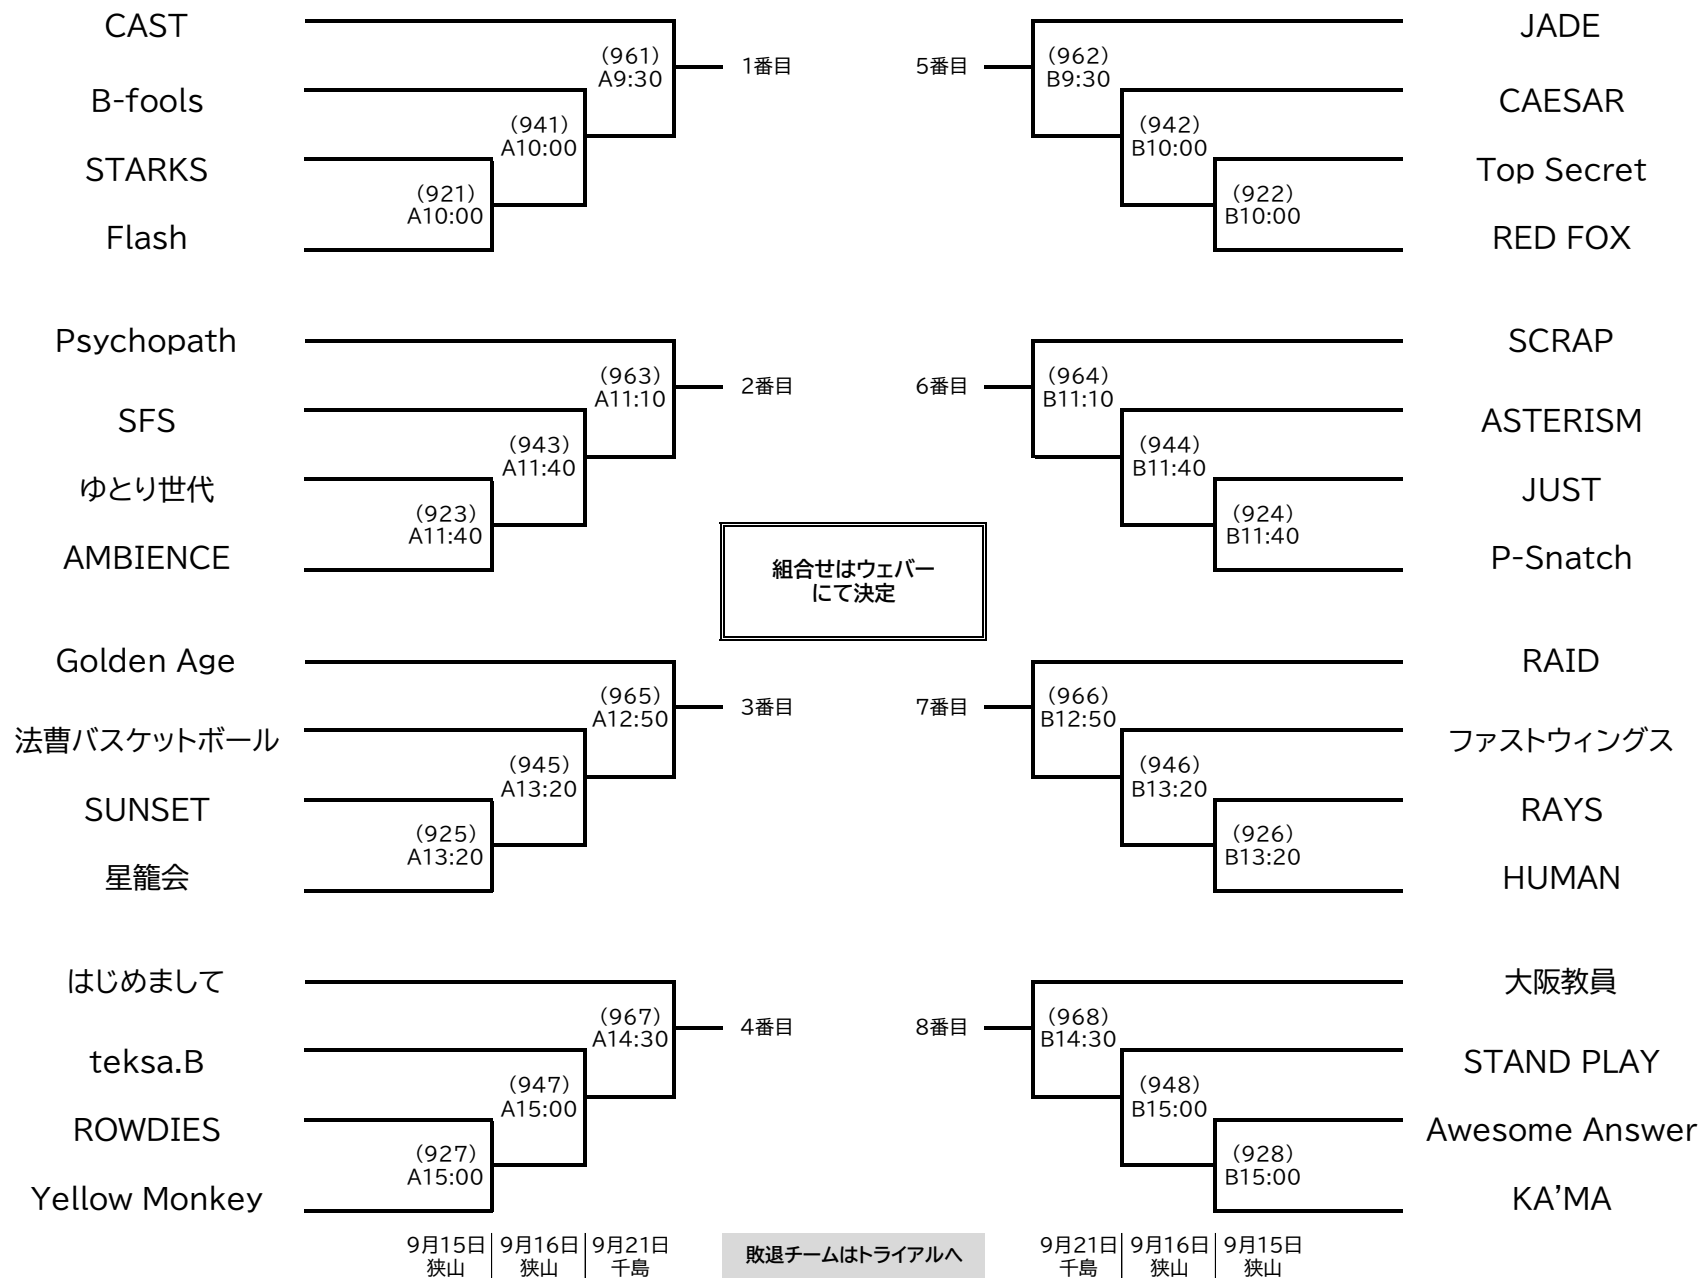 CAST
JADE
(961)
A9:30
1番目
5番目
(962)
B9:30
B-fools
CAESAR
(941)
A10:00
(942)
B10:00
STARKS
Top Secret
(921)
A10:00
(922)
B10:00
Flash
RED FOX
Psychopath
SCRAP
(963)
A11:10
2番目
6番目
(964)
B11:10
SFS
ASTERISM
(943)
A11:40
(944)
B11:40
ゆとり世代
JUST
(923)
A11:40
(924)
B11:40
AMBIENCE
P-Snatch
組合せはウェバー
にて決定
Golden Age
RAID
(965)
A12:50
3番目
7番目
(966)
B12:50
法曹バスケットボール
ファストウィングス
(945)
A13:20
(946)
B13:20
SUNSET
RAYS
(925)
A13:20
(926)
B13:20
星籠会
HUMAN
はじめまして
大阪教員
(967)
A14:30
4番目
8番目
(968)
B14:30
teksa.B
STAND PLAY
(947)
A15:00
(948)
B15:00
ROWDIES
Awesome Answer
(927)
A15:00
(928)
B15:00
Yellow Monkey
KA’MA
9月15日
狭山
9月16日
狭山
9月21日
千島
敗退チームはトライアルへ
9月21日
千島
9月16日
狭山
9月15日
狭山